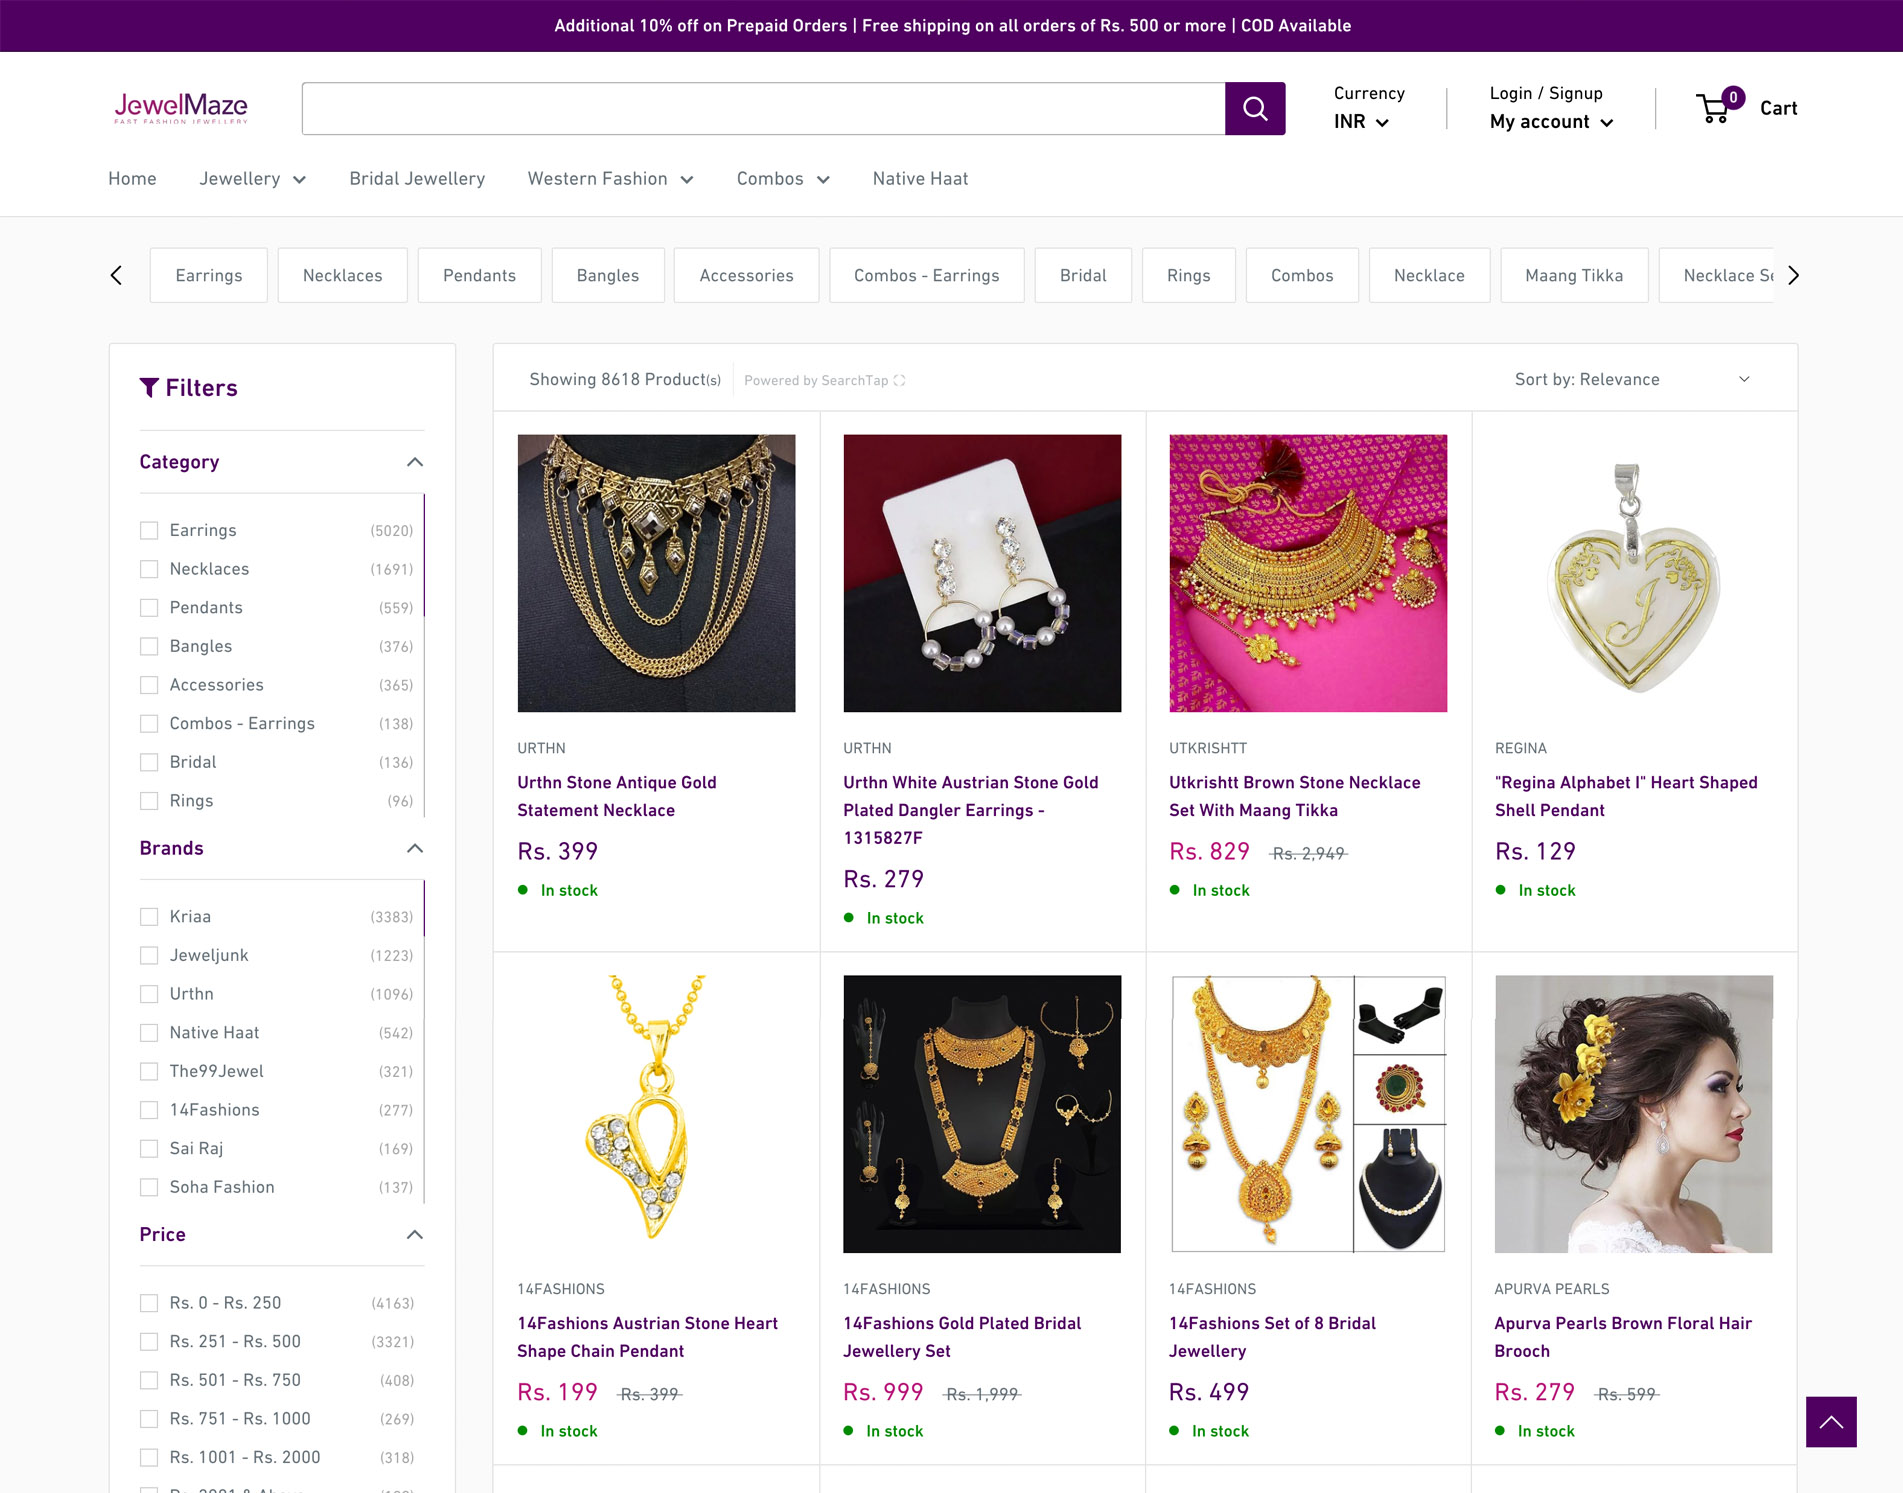 Additional 10% off on Prepaid Orders | Free shipping on all orders of Rs. 500 or more | COD Available
JewelMaze
FAST FASHION JEWELLERY
Currency
INR
Login / Signup
My account
0
Cart
Home
Jewellery
Bridal Jewellery
Western Fashion
Combos
Native Haat
Earrings
Necklaces
Pendants
Bangles
Accessories
Combos - Earrings
Bridal
Rings
Combos
Necklace
Maang Tikka
Necklace Se
Filters
Category
Earrings (5020)
Necklaces (1691)
Pendants (559)
Bangles (376)
Accessories (365)
Combos - Earrings (138)
Bridal (136)
Rings (96)
Brands
Kriaa (3383)
Jeweljunk (1223)
Urthn (1096)
Native Haat (542)
The99Jewel (321)
14Fashions (277)
Sai Raj (169)
Soha Fashion (137)
Price
Rs. 0 - Rs. 250 (4163)
Rs. 251 - Rs. 500 (3321)
Rs. 501 - Rs. 750 (408)
Rs. 751 - Rs. 1000 (269)
Rs. 1001 - Rs. 2000 (318)
Showing 8618 Product(s)
Powered by SearchTap
Sort by: Relevance
URTHN
Urthn Stone Antique Gold
Statement Necklace
Rs. 399
In stock
URTHN
Urthn White Austrian Stone Gold
Plated Dangler Earrings -
1315827F
Rs. 279
In stock
UTKRISHTT
Utkrishtt Brown Stone Necklace
Set With Maang Tikka
Rs. 829 Rs. 2,949
In stock
I
REGINA
"Regina Alphabet I" Heart Shaped
Shell Pendant
Rs. 129
In stock
14FASHIONS
14Fashions Austrian Stone Heart
Shape Chain Pendant
Rs. 199 Rs. 399
In stock
14FASHIONS
14Fashions Gold Plated Bridal
Jewellery Set
Rs. 999 Rs. 1,999
In stock
14FASHIONS
14Fashions Set of 8 Bridal
Jewellery
Rs. 499
In stock
APURVA PEARLS
Apurva Pearls Brown Floral Hair
Brooch
Rs. 279 Rs. 599
In stock